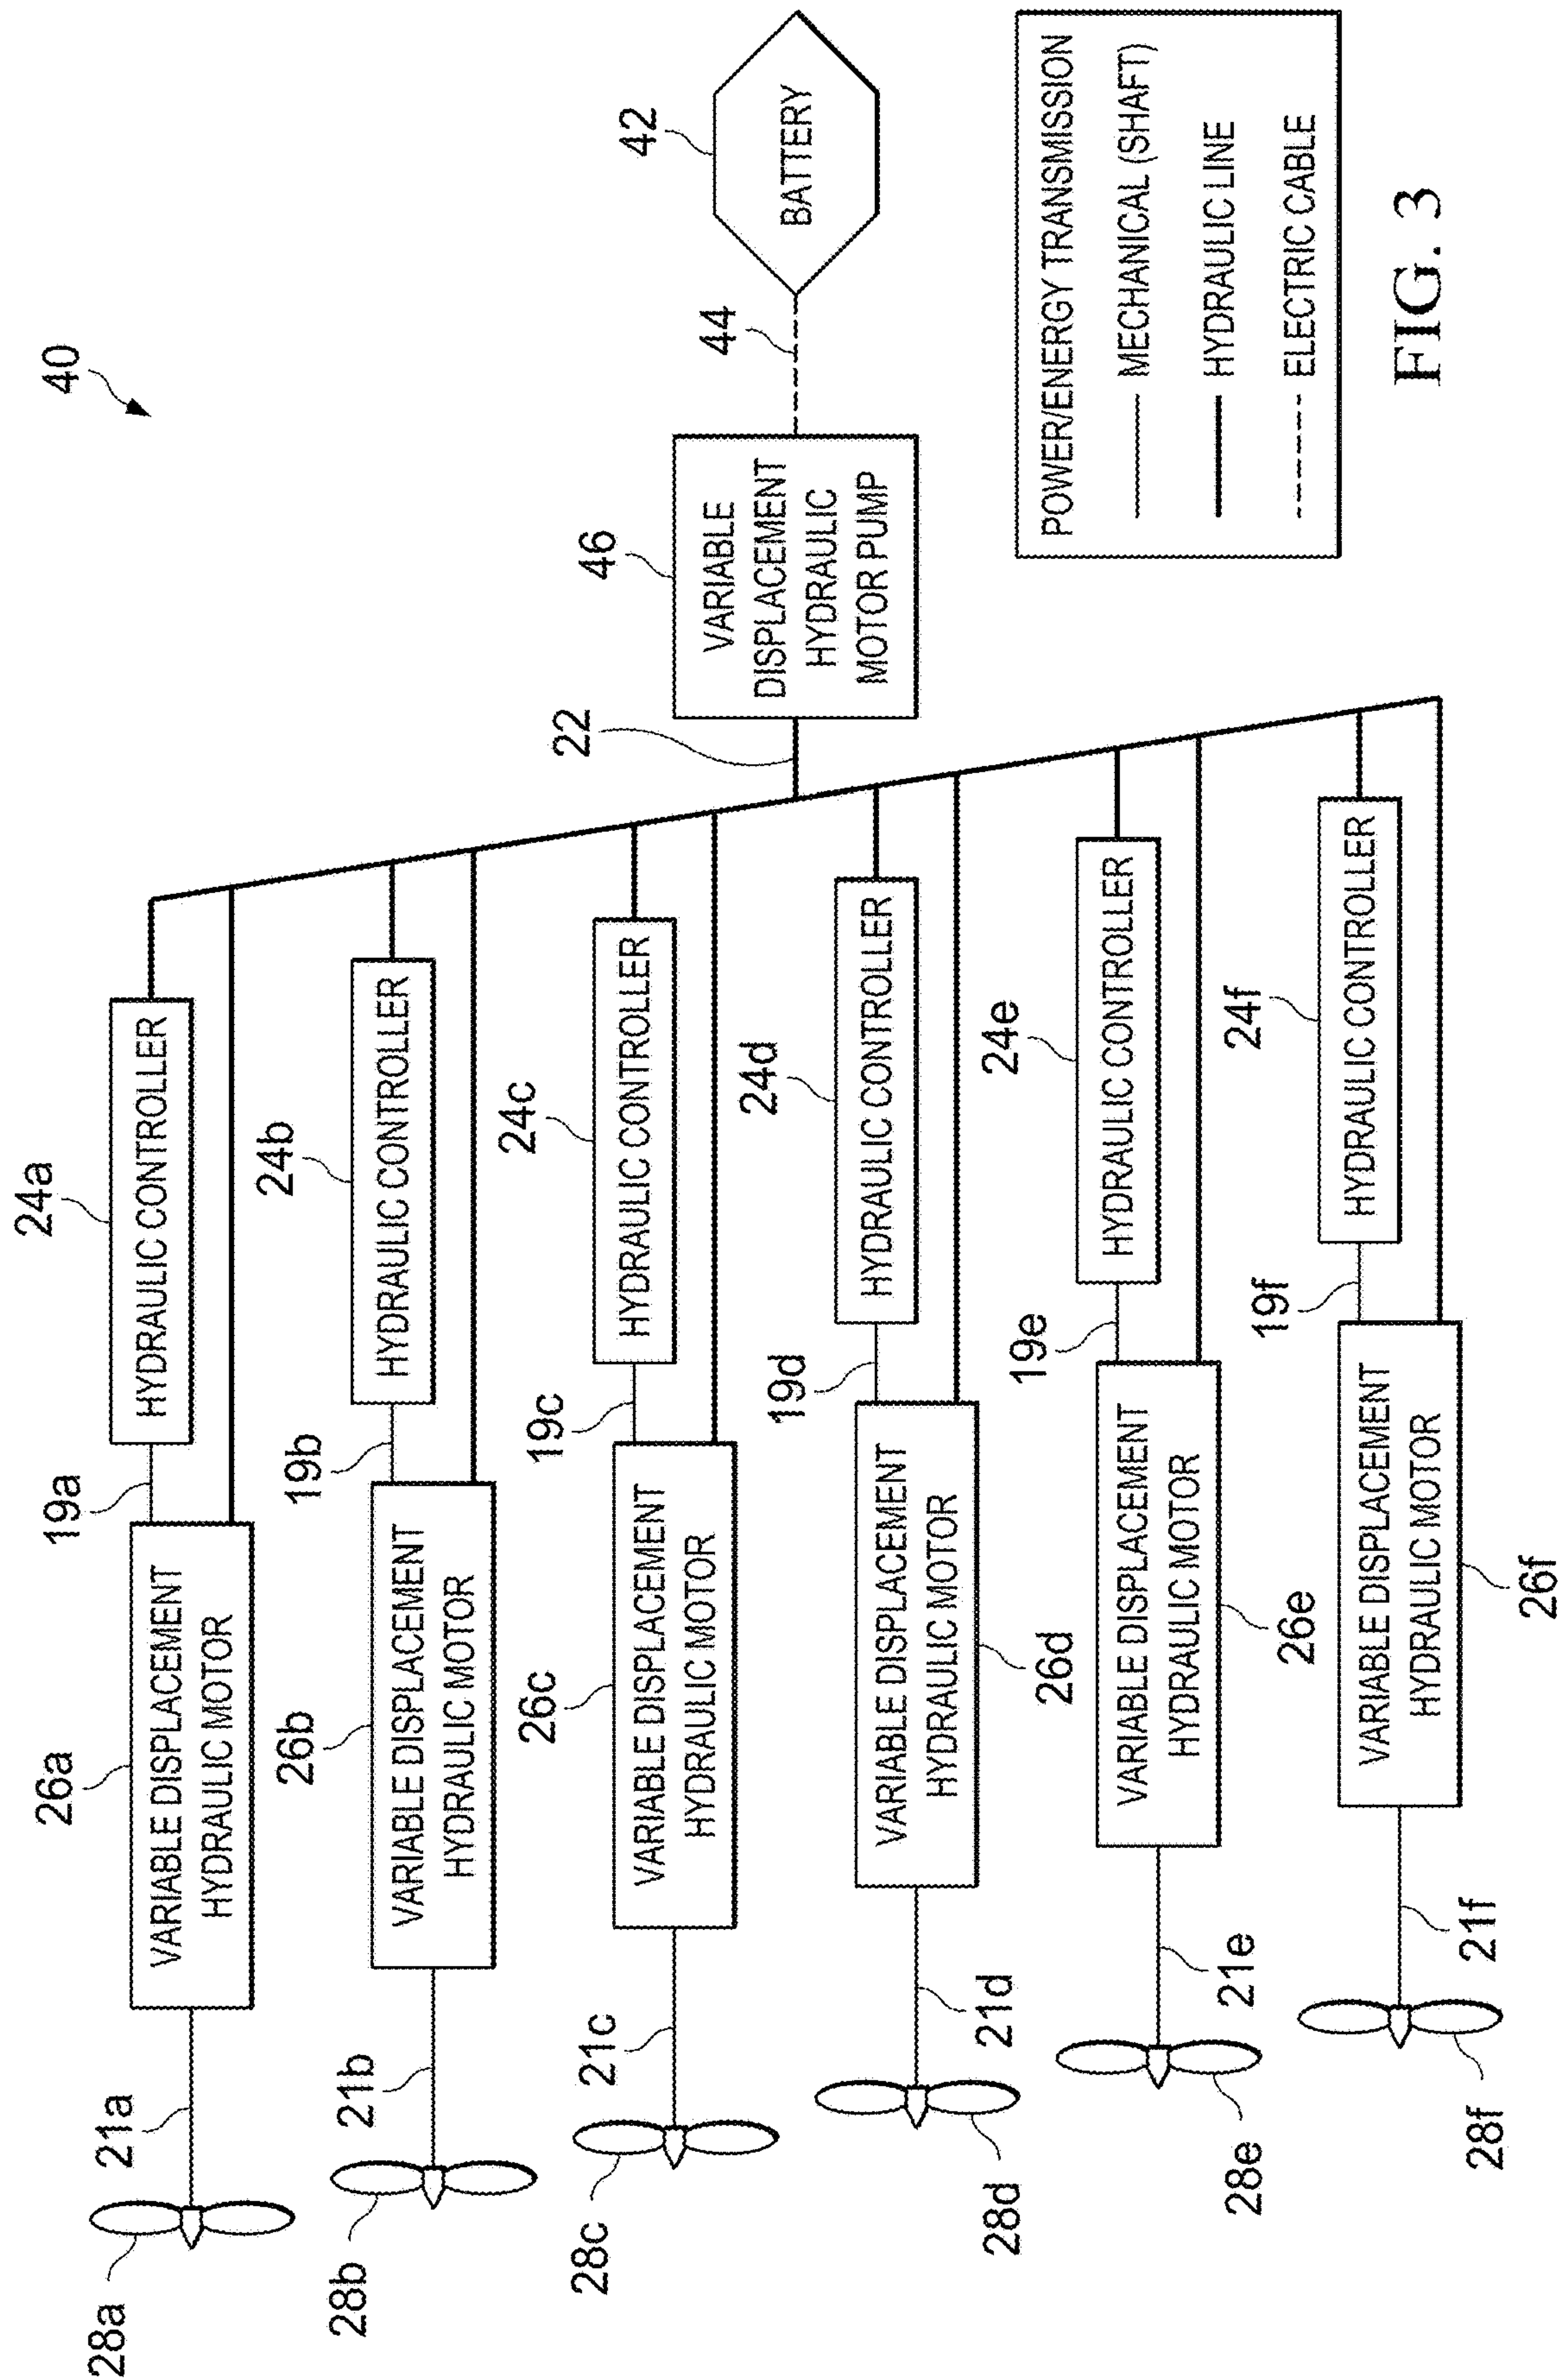 40
28a
21a
26a
VARIABLE DISPLACEMENT
HYDRAULIC MOTOR
19a
24a
HYDRAULIC CONTROLLER
28b
21b
26b
VARIABLE DISPLACEMENT
HYDRAULIC MOTOR
19b
24b
HYDRAULIC CONTROLLER
28c
21c
26c
VARIABLE DISPLACEMENT
HYDRAULIC MOTOR
19c
24c
HYDRAULIC CONTROLLER
22
46
VARIABLE
DISPLACEMENT
HYDRAULIC
MOTOR PUMP
44
42
BATTERY
28d
21d
26d
VARIABLE DISPLACEMENT
HYDRAULIC MOTOR
19d
24d
HYDRAULIC CONTROLLER
28e
21e
26e
VARIABLE DISPLACEMENT
HYDRAULIC MOTOR
19e
24e
HYDRAULIC CONTROLLER
28f
21f
26f
VARIABLE DISPLACEMENT
HYDRAULIC MOTOR
19f
24f
HYDRAULIC CONTROLLER
POWER/ENERGY TRANSMISSION
MECHANICAL (SHAFT)
HYDRAULIC LINE
ELECTRIC CABLE
FIG. 3